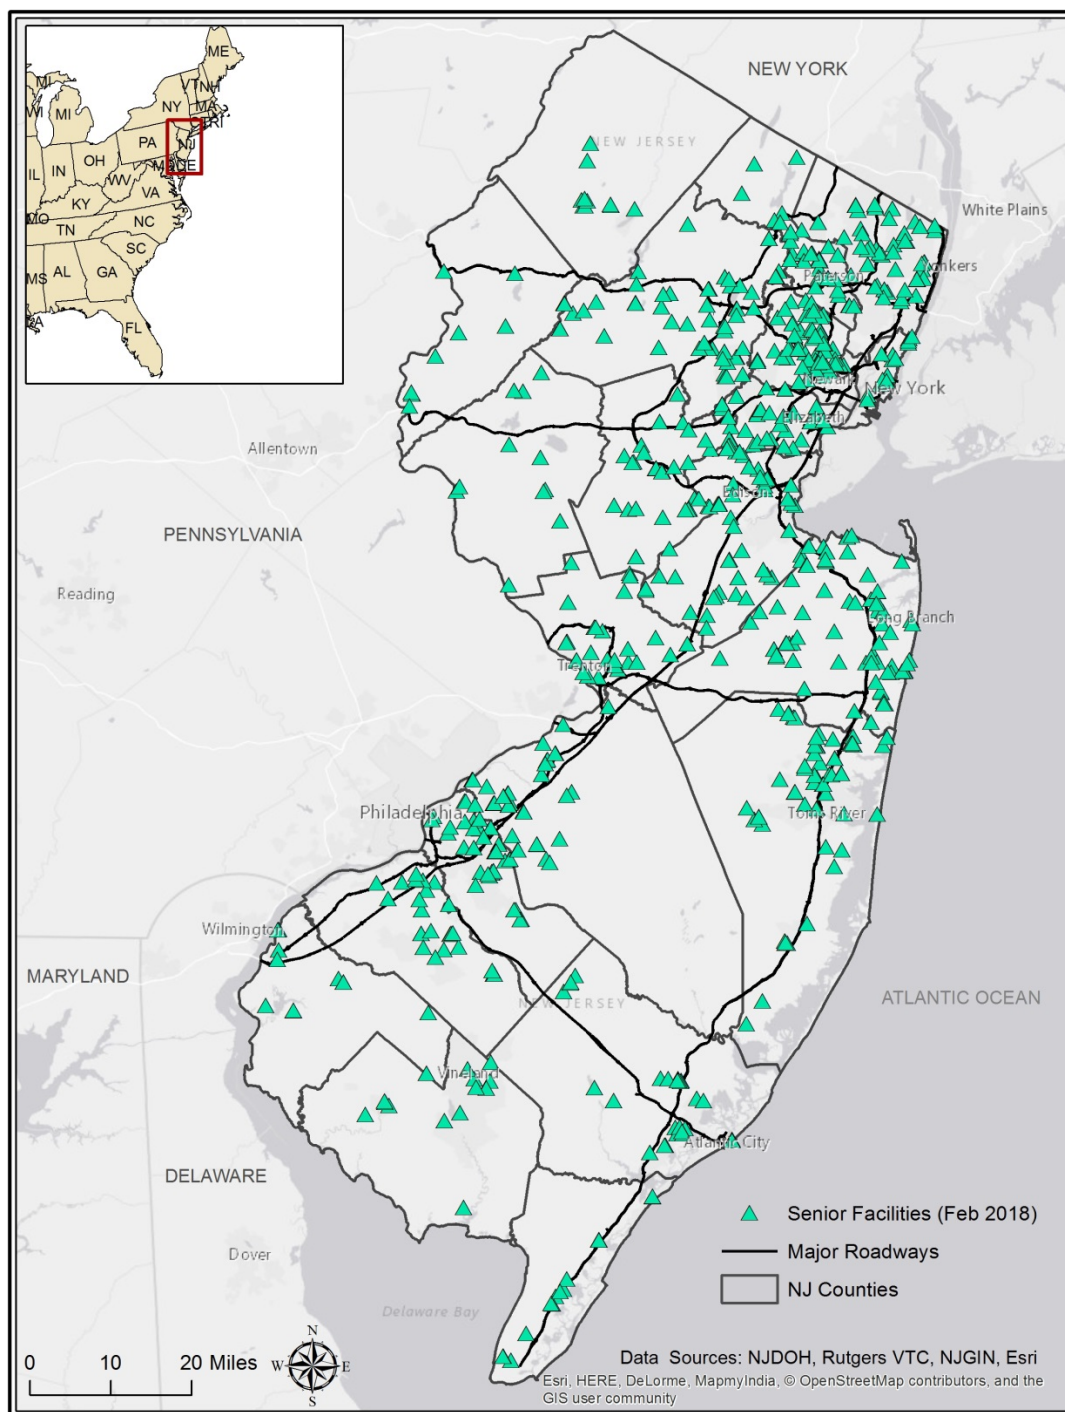 ME
MI
VT NH
WI
MI
NY
MA
CT RI
PA
NJ
IL
IN
OH
MD DE
WV
VA
KY
MO
NC
TN
SC
MS
AL
GA
LA
FL
NEW YORK
NEW JERSEY
White Plains
Yonkers
Paterson
Newark
New York
Elizabeth
Allentown
Edison
PENNSYLVANIA
Reading
Long Branch
Trenton
Philadelphia
Toms River
Wilmington
MARYLAND
ATLANTIC OCEAN
NEW JERSEY
Vineland
Atlantic City
DELAWARE
Dover
Delaware Bay
Senior Facilities (Feb 2018)
Major Roadways
NJ Counties
0 10 20 Miles
N
W E
S
Data Sources: NJDOH, Rutgers VTC, NJGIN, Esri
Esri, HERE, DeLorme, MapmyIndia, © OpenStreetMap contributors, and the
GIS user community